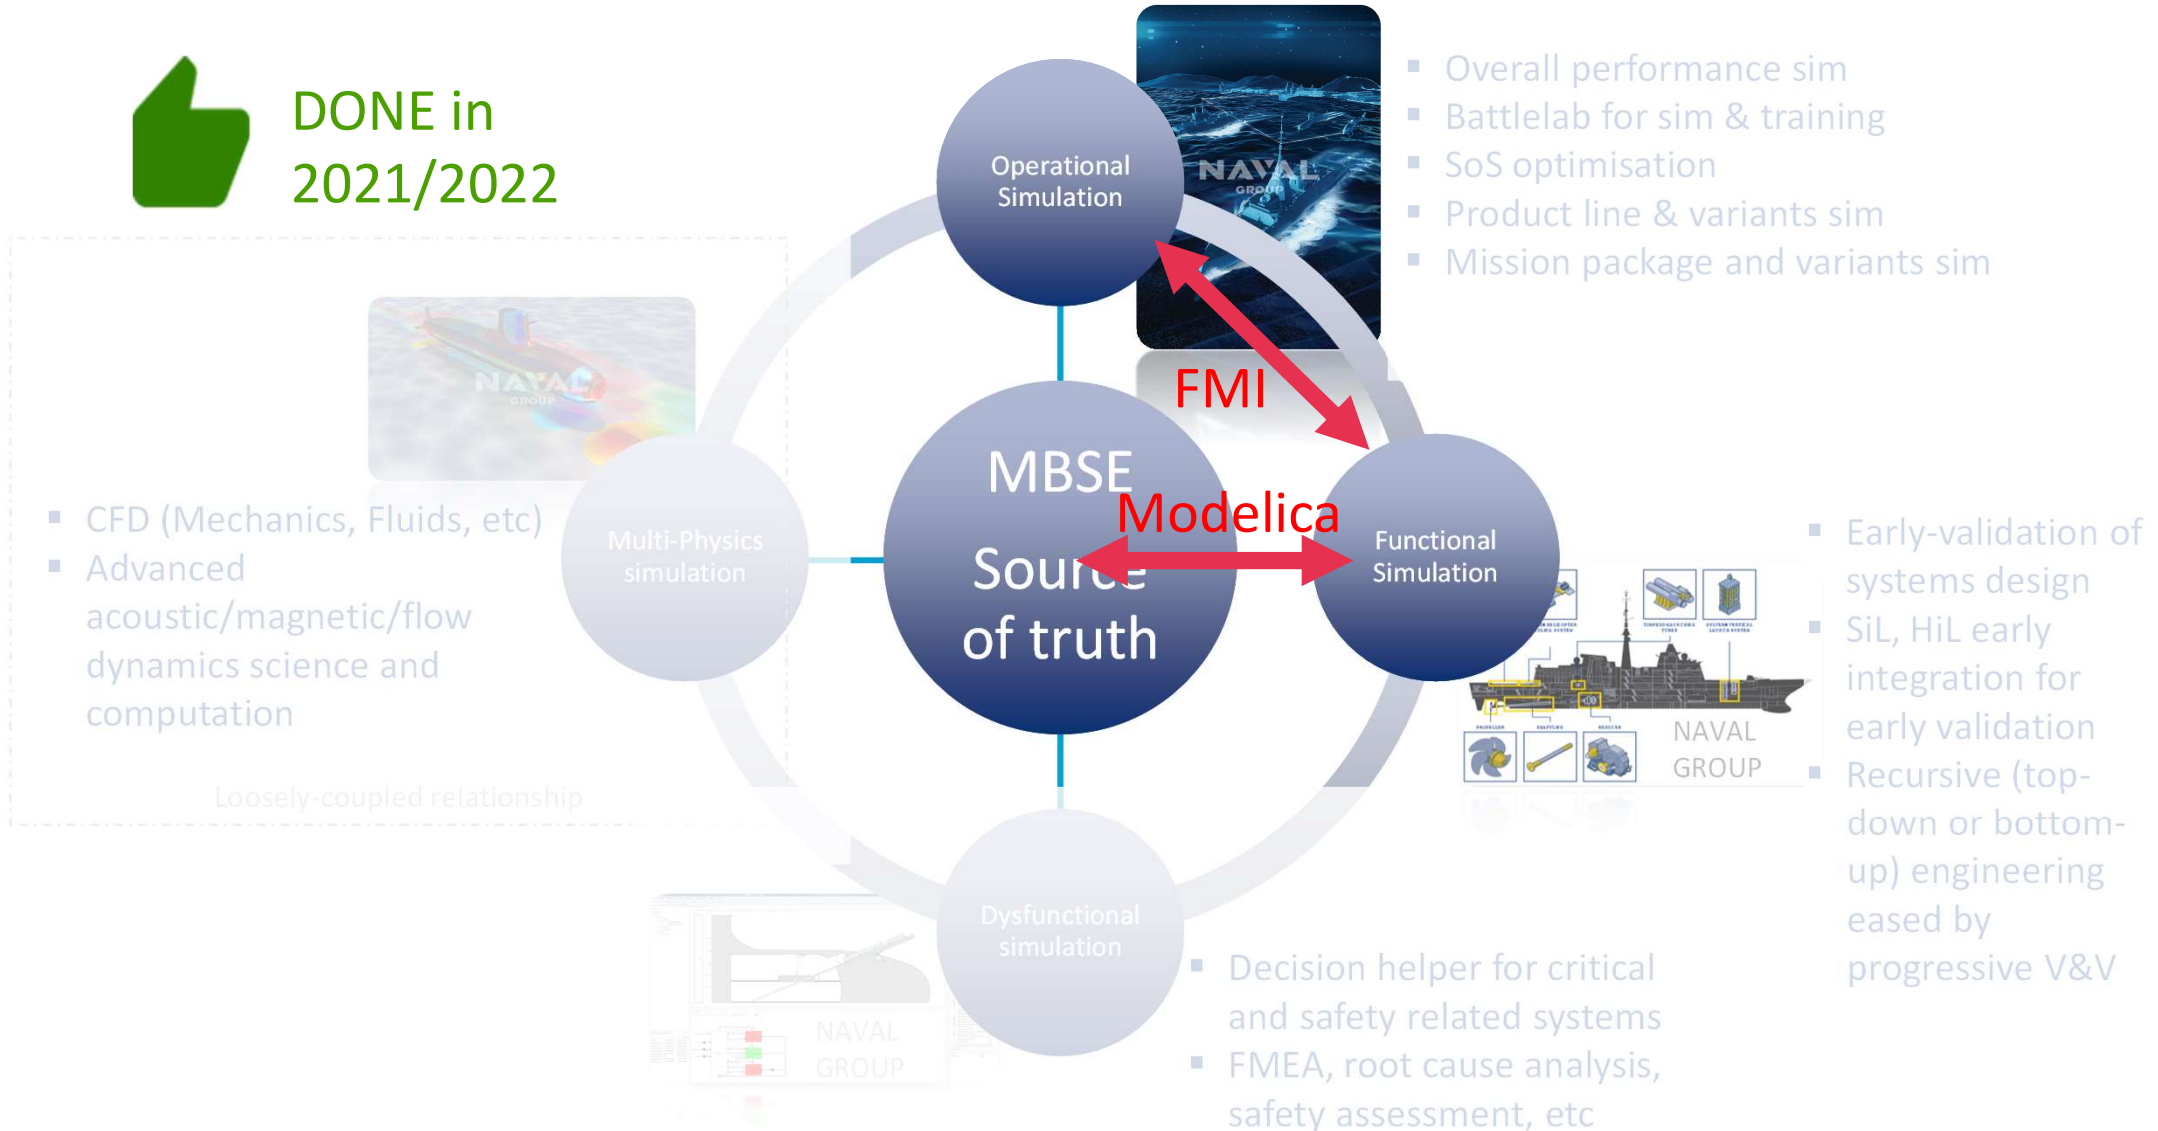 DONE in
2021/2022
Operational
Simulation
NAVAL
GROUP
▪ Overall performance sim
▪ Battlelab for sim & training
▪ SoS optimisation
▪ Product line & variants sim
▪ Mission package and variants sim
FMI
NAVAL
GROUP
MBSE
Source
of truth
Modelica
Functional
Simulation
Multi-Physics
simulation
▪ CFD (Mechanics, Fluids, etc)
▪ Advanced
acoustic/magnetic/flow
dynamics science and
computation
Loosely-coupled relationship
▪ Early-validation of
systems design
▪ SiL, HiL early
integration for
early validation
▪ Recursive (top-
down or bottom-
up) engineering
eased by
progressive V&V
PROPELLER
SHAFTLINE
REDUCER
NAVAL
GROUP
Dysfunctional
simulation
NAVAL
GROUP
▪ Decision helper for critical
and safety related systems
▪ FMEA, root cause analysis,
safety assessment, etc